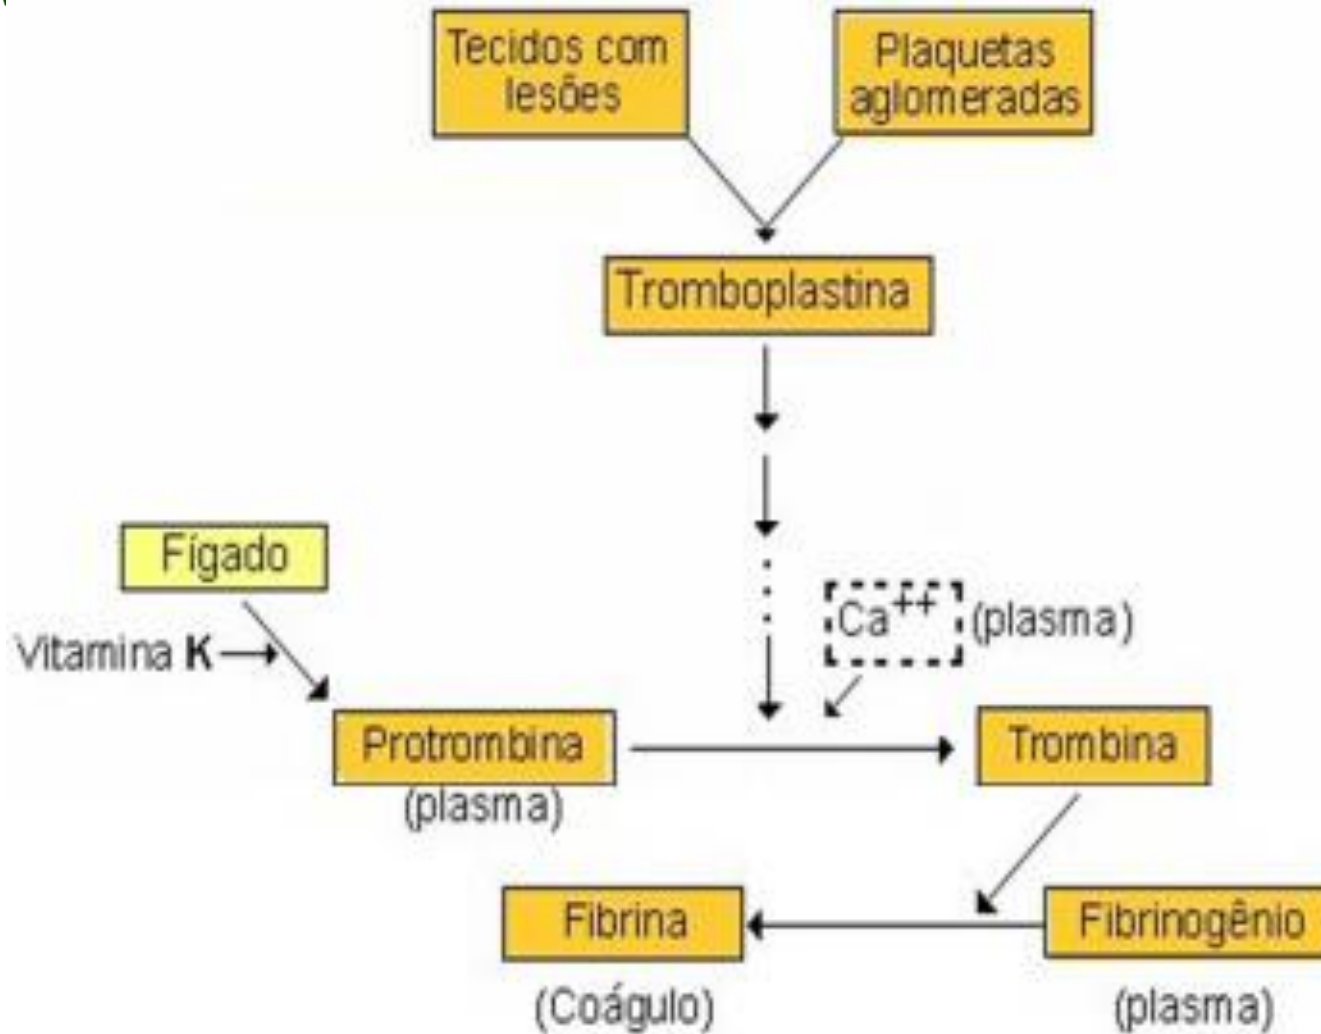 Tecidos com
lesões
Plaquetas
aglomeradas
Tromboplastina
Fígado
Vitamina K
Ca++ (plasma)
Protrombina
(plasma)
Trombina
Fibrina
(Coágulo)
Fibrinogênio
(plasma)